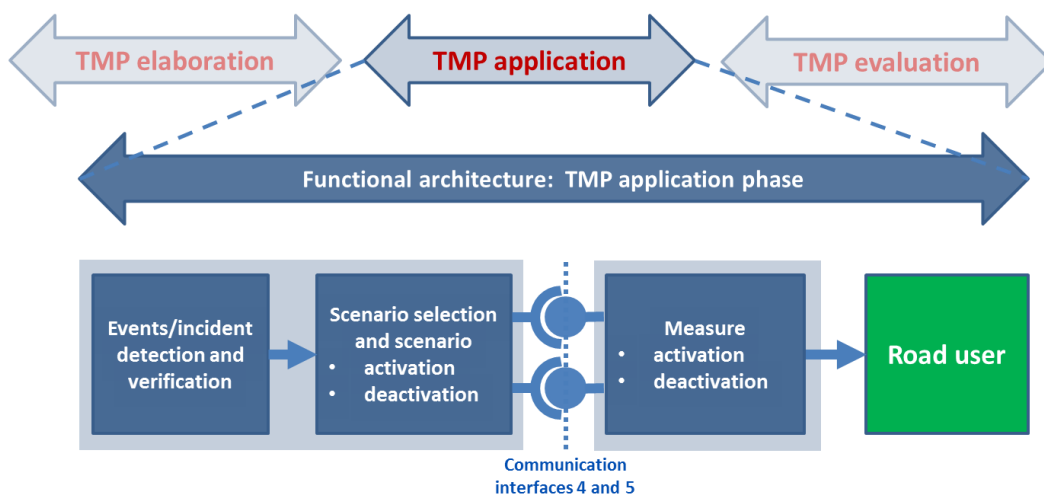 TMP elaboration
TMP application
TMP evaluation
Functional architecture: TMP application phase
Events/incident
detection and
verification
Scenario selection
and scenario
• activation
• deactivation
Measure
• activation
• deactivation
Road user
Communication
interfaces 4 and 5